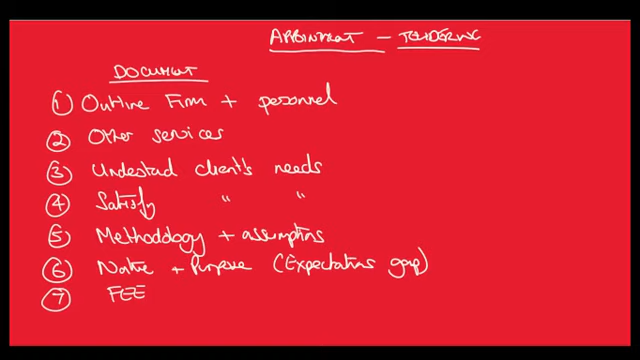 APPOINTMENT - TENDERING
DOCUMENT
① Outline Firm + personnel
② Other services
③ Understand client's needs
④ Satisfy " "
⑤ Methodology + assumptions
⑥ Nature + Purpose (Expectations gap)
⑦ FEE